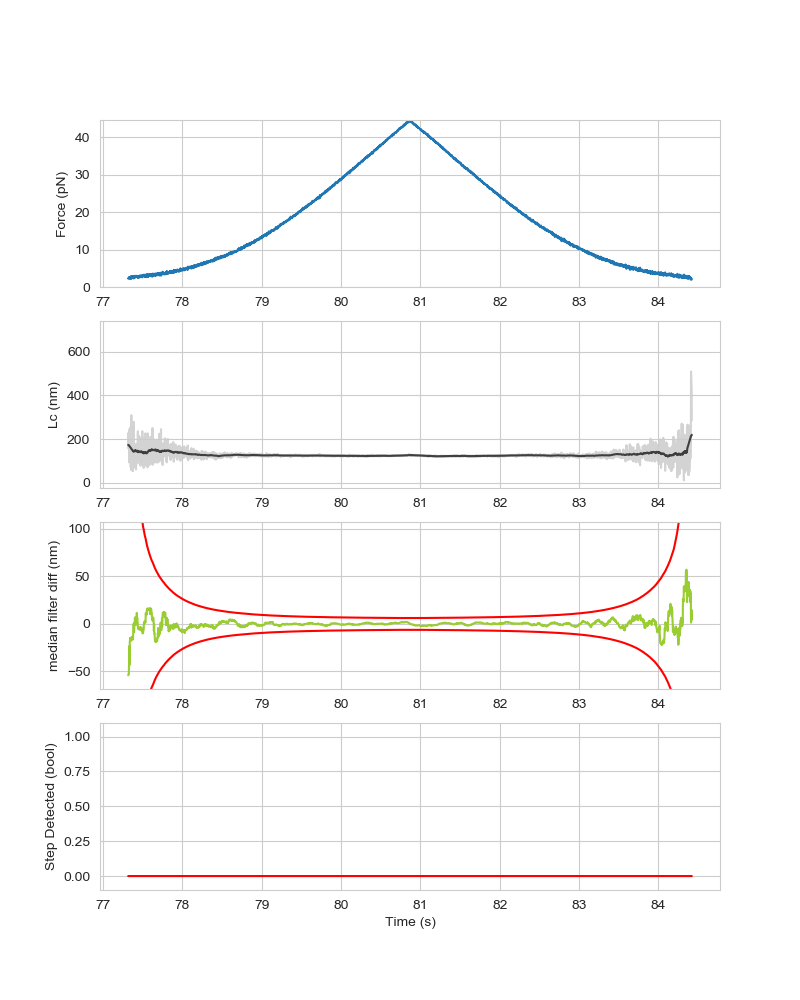 Force (pN)
40
30
20
10
0
77 78 79 80 81 82 83 84
Lc (nm)
600
400
200
0
77 78 79 80 81 82 83 84
median filter diff (nm)
100
50
0
−50
77 78 79 80 81 82 83 84
Step Detected (bool)
1.00
0.75
0.50
0.25
0.00
77 78 79 80 81 82 83 84
Time (s)